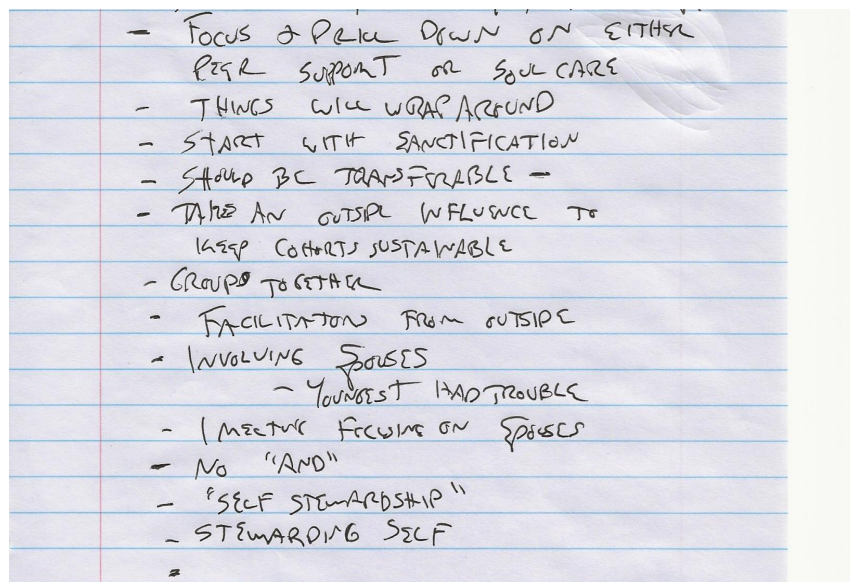 - FOCUS & PRICE DOWN ON EITHER
PEER SUPPORT OR SOUL CARE
- THINGS WILL WRAP AROUND
- START WITH SANCTIFICATION
- SHOULD BE TRANSFERABLE -
- TAKES AN OUTSIDE INFLUENCE TO
KEEP COHORTS SUSTAINABLE
- GROUPS TOGETHER
- FACILITATION FROM OUTSIDE
- INVOLVING SPOUSES
- YOUNGEST HAD TROUBLE
- 1 MEETING FOCUSING ON SPOUSES
- NO "AND"
- "SELF STEWARDSHIP"
- STEWARDING SELF
-